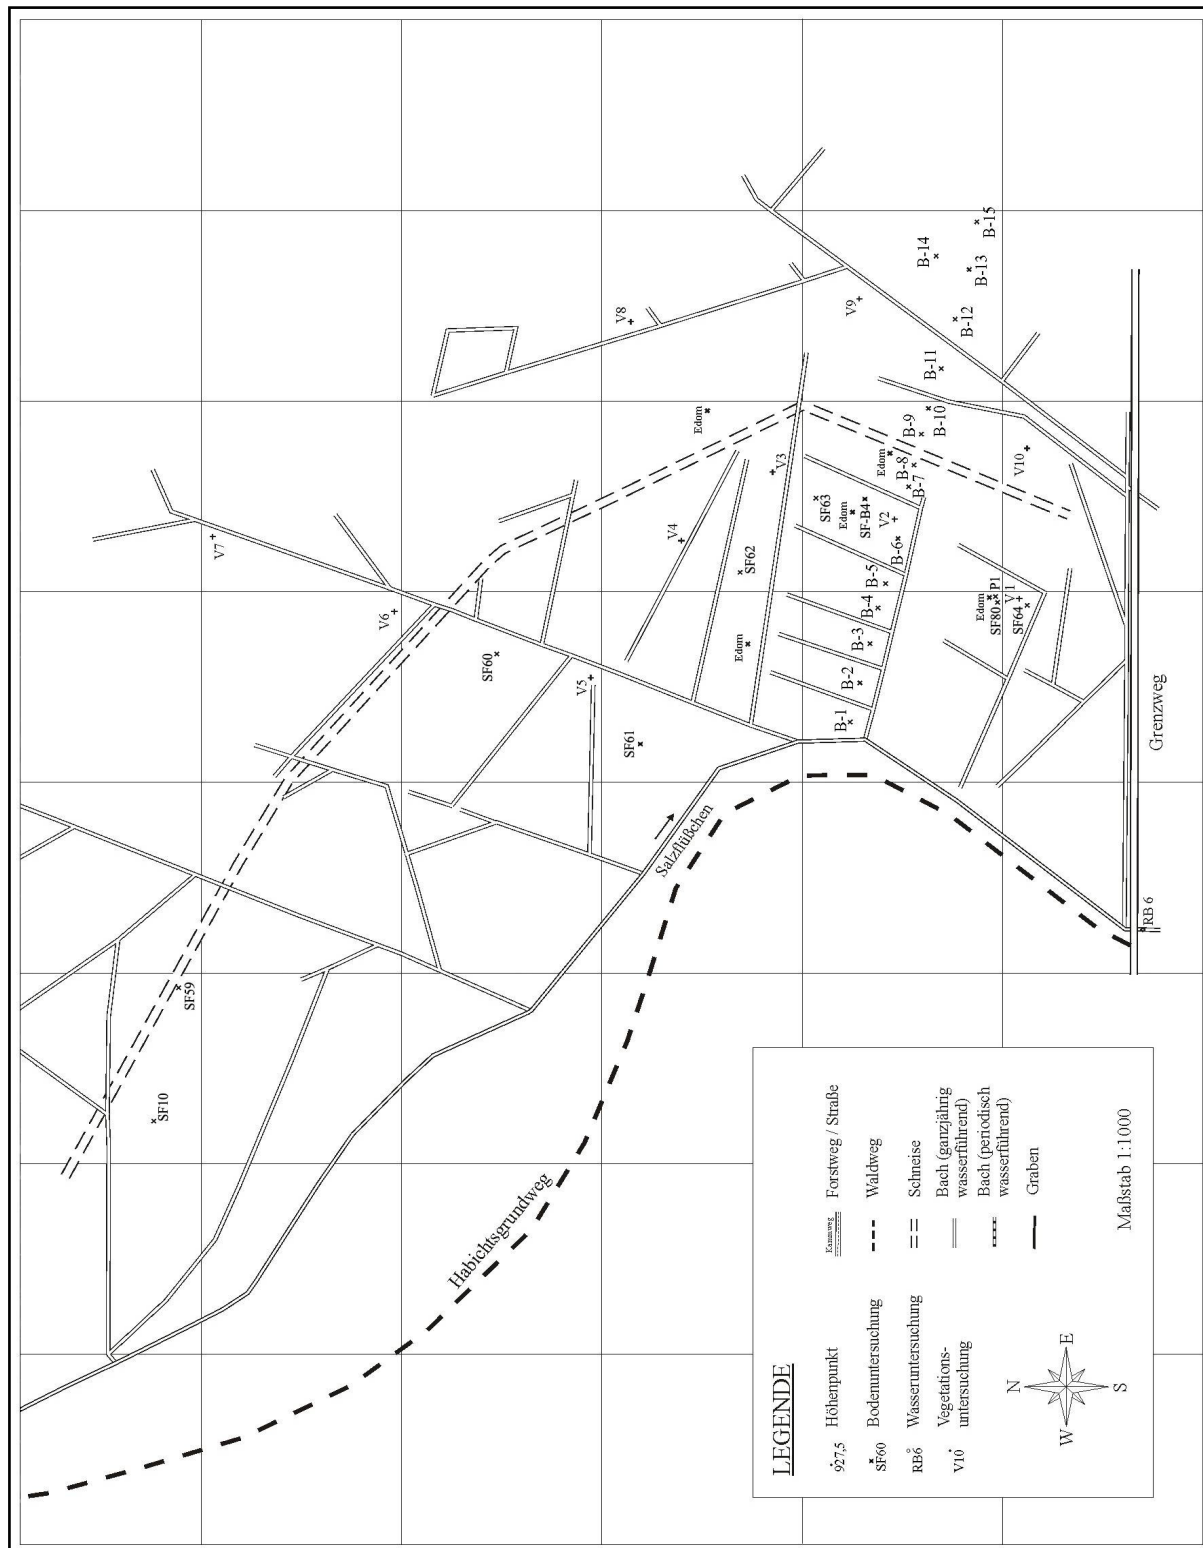 SF10
SF59
V7
V6
SF60
Habichtsgrundweg
V5
V8
SF61
V4
Salzflüßchen
Edom
Edom
SF62
V3
SF63
Edom
SF-B4
V2
V9
B-1
B-2
B-3
B-4
B-5
B-6
Edom
B-8
B-7
B-9
B-10
B-11
B-12
B-14
B-13
B-15
Edom
SF80
P1
V1
SF64
V10
RB 6
Grenzweg
LEGENDE
927,5 Höhenpunkt
SF60 Bodenuntersuchung
RB6 Wasseruntersuchung
V10 Vegetations-
untersuchung
Kammweg Forstweg / Straße
Waldweg
Schneise
Bach (ganzjährig
wasserführend)
Bach (periodisch
wasserführend)
Graben
N
W E
S
Maßstab 1:1000